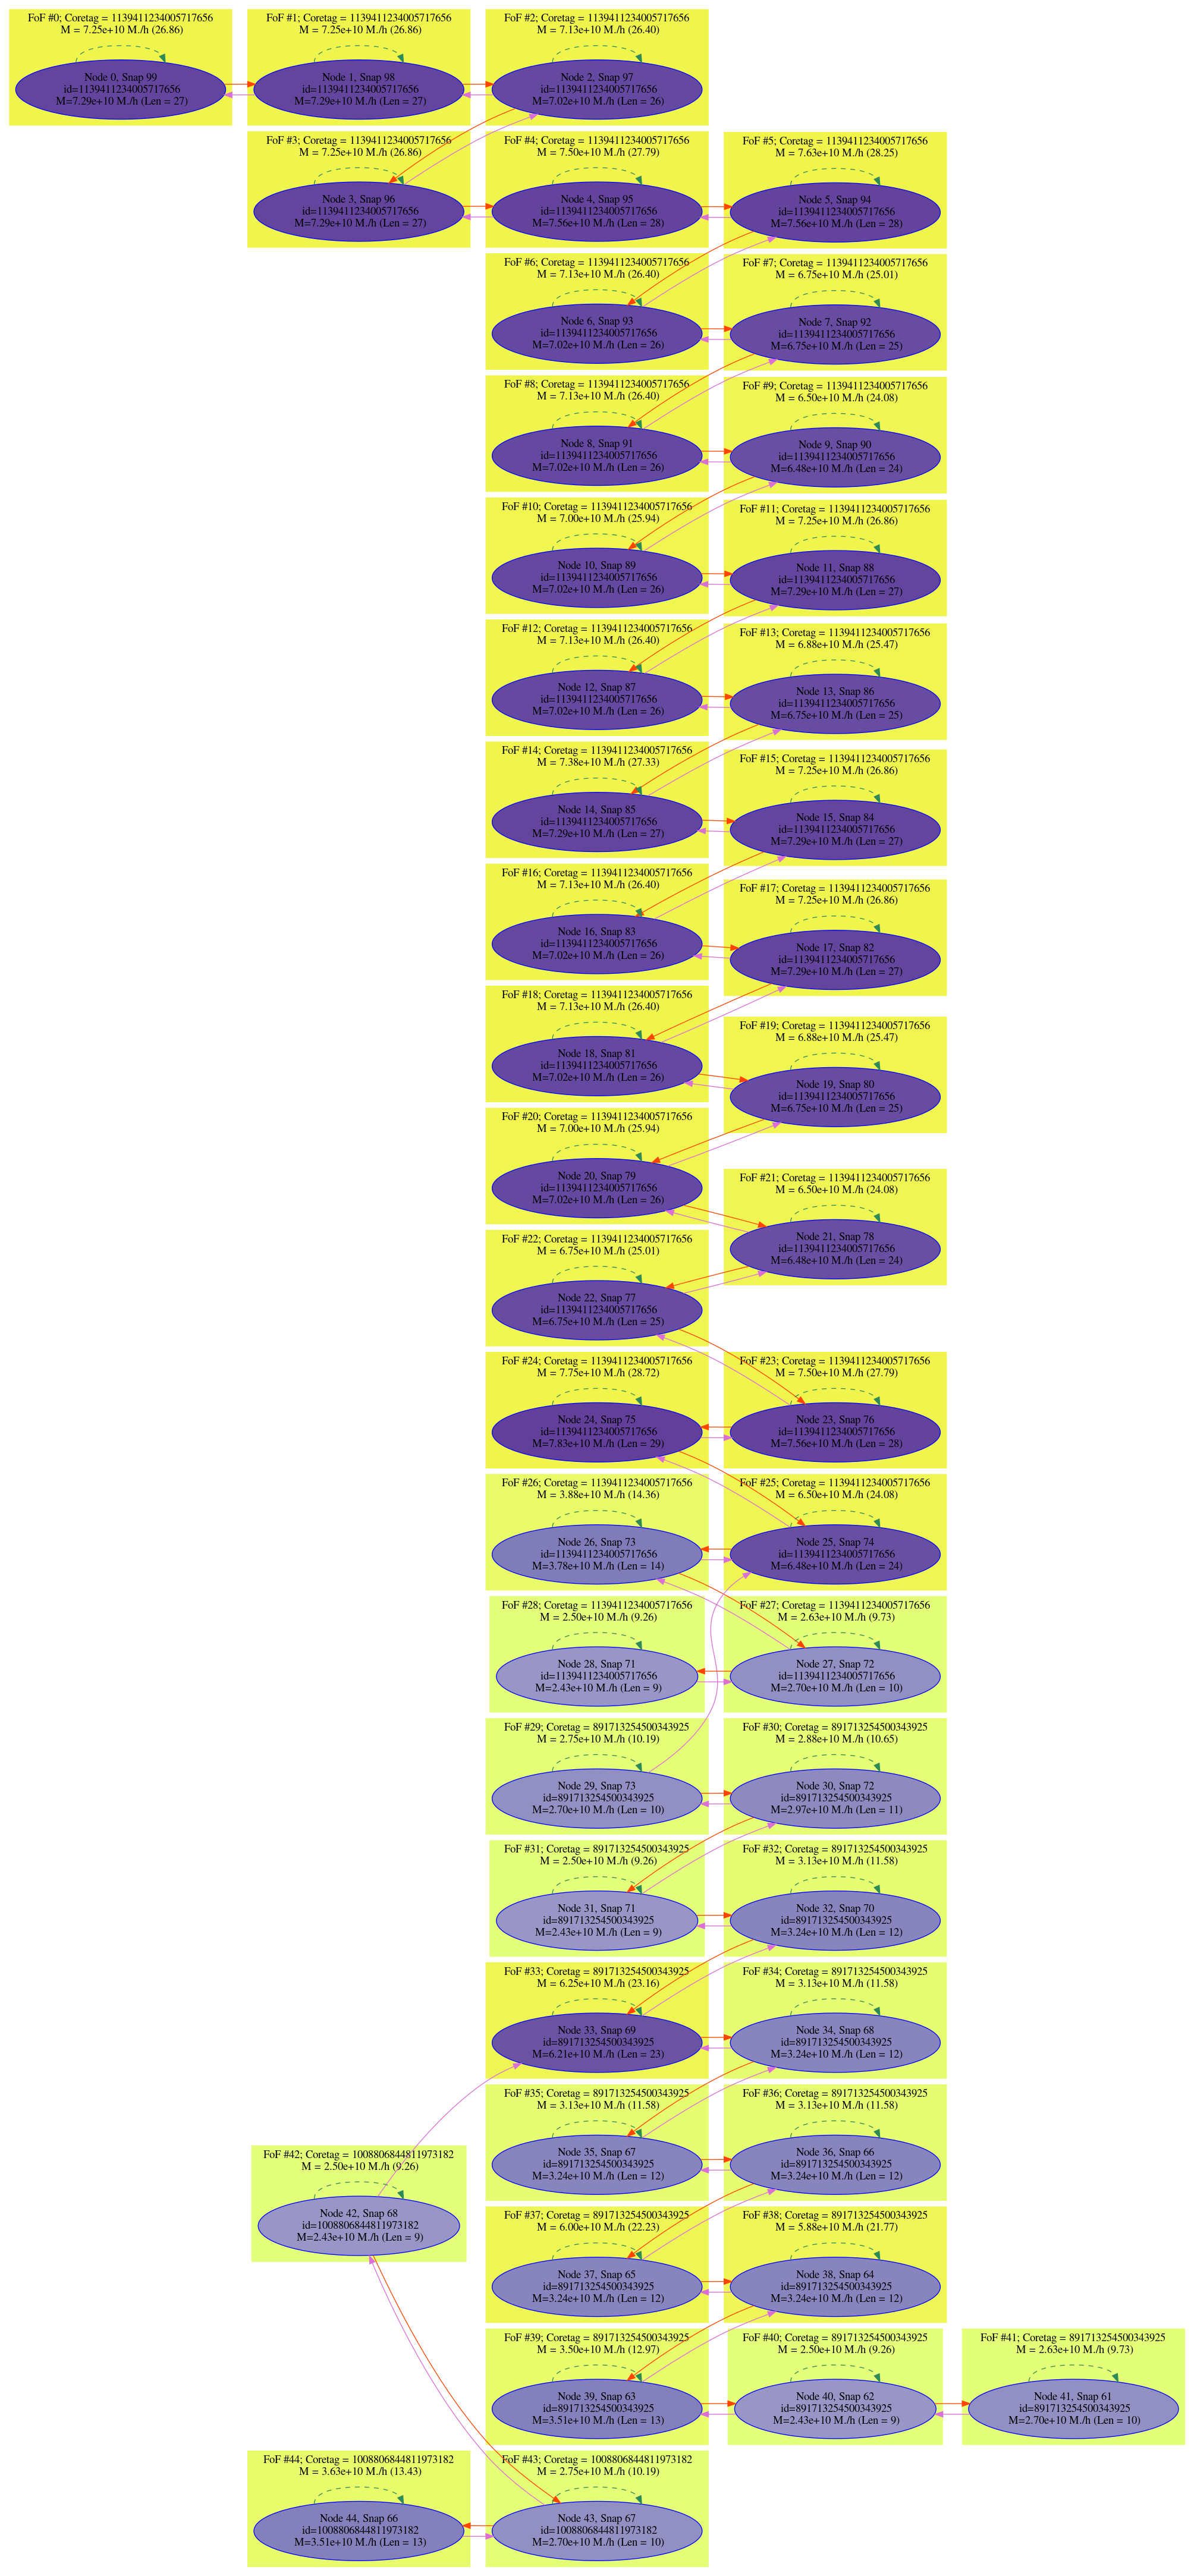 FoF #0; Coretag = 1139411234005717656
M = 7.25e+10 M./h (26.86)
Node 0, Snap 99
id=1139411234005717656
M=7.29e+10 M./h (Len = 27)
FoF #1; Coretag = 1139411234005717656
M = 7.25e+10 M./h (26.86)
Node 1, Snap 98
id=1139411234005717656
M=7.29e+10 M./h (Len = 27)
FoF #2; Coretag = 1139411234005717656
M = 7.13e+10 M./h (26.40)
Node 2, Snap 97
id=1139411234005717656
M=7.02e+10 M./h (Len = 26)
FoF #3; Coretag = 1139411234005717656
M = 7.25e+10 M./h (26.86)
Node 3, Snap 96
id=1139411234005717656
M=7.29e+10 M./h (Len = 27)
FoF #4; Coretag = 1139411234005717656
M = 7.50e+10 M./h (27.79)
Node 4, Snap 95
id=1139411234005717656
M=7.56e+10 M./h (Len = 28)
FoF #5; Coretag = 1139411234005717656
M = 7.63e+10 M./h (28.25)
Node 5, Snap 94
id=1139411234005717656
M=7.56e+10 M./h (Len = 28)
FoF #6; Coretag = 1139411234005717656
M = 7.13e+10 M./h (26.40)
Node 6, Snap 93
id=1139411234005717656
M=7.02e+10 M./h (Len = 26)
FoF #7; Coretag = 1139411234005717656
M = 6.75e+10 M./h (25.01)
Node 7, Snap 92
id=1139411234005717656
M=6.75e+10 M./h (Len = 25)
FoF #8; Coretag = 1139411234005717656
M = 7.13e+10 M./h (26.40)
Node 8, Snap 91
id=1139411234005717656
M=7.02e+10 M./h (Len = 26)
FoF #9; Coretag = 1139411234005717656
M = 6.50e+10 M./h (24.08)
Node 9, Snap 90
id=1139411234005717656
M=6.48e+10 M./h (Len = 24)
FoF #10; Coretag = 1139411234005717656
M = 7.00e+10 M./h (25.94)
Node 10, Snap 89
id=1139411234005717656
M=7.02e+10 M./h (Len = 26)
FoF #11; Coretag = 1139411234005717656
M = 7.25e+10 M./h (26.86)
Node 11, Snap 88
id=1139411234005717656
M=7.29e+10 M./h (Len = 27)
FoF #12; Coretag = 1139411234005717656
M = 7.13e+10 M./h (26.40)
Node 12, Snap 87
id=1139411234005717656
M=7.02e+10 M./h (Len = 26)
FoF #13; Coretag = 1139411234005717656
M = 6.88e+10 M./h (25.47)
Node 13, Snap 86
id=1139411234005717656
M=6.75e+10 M./h (Len = 25)
FoF #14; Coretag = 1139411234005717656
M = 7.38e+10 M./h (27.33)
Node 14, Snap 85
id=1139411234005717656
M=7.29e+10 M./h (Len = 27)
FoF #15; Coretag = 1139411234005717656
M = 7.25e+10 M./h (26.86)
Node 15, Snap 84
id=1139411234005717656
M=7.29e+10 M./h (Len = 27)
FoF #16; Coretag = 1139411234005717656
M = 7.13e+10 M./h (26.40)
Node 16, Snap 83
id=1139411234005717656
M=7.02e+10 M./h (Len = 26)
FoF #17; Coretag = 1139411234005717656
M = 7.25e+10 M./h (26.86)
Node 17, Snap 82
id=1139411234005717656
M=7.29e+10 M./h (Len = 27)
FoF #18; Coretag = 1139411234005717656
M = 7.13e+10 M./h (26.40)
Node 18, Snap 81
id=1139411234005717656
M=7.02e+10 M./h (Len = 26)
FoF #19; Coretag = 1139411234005717656
M = 6.88e+10 M./h (25.47)
Node 19, Snap 80
id=1139411234005717656
M=6.75e+10 M./h (Len = 25)
FoF #20; Coretag = 1139411234005717656
M = 7.00e+10 M./h (25.94)
Node 20, Snap 79
id=1139411234005717656
M=7.02e+10 M./h (Len = 26)
FoF #21; Coretag = 1139411234005717656
M = 6.50e+10 M./h (24.08)
Node 21, Snap 78
id=1139411234005717656
M=6.48e+10 M./h (Len = 24)
FoF #22; Coretag = 1139411234005717656
M = 6.75e+10 M./h (25.01)
Node 22, Snap 77
id=1139411234005717656
M=6.75e+10 M./h (Len = 25)
FoF #24; Coretag = 1139411234005717656
M = 7.75e+10 M./h (28.72)
Node 24, Snap 75
id=1139411234005717656
M=7.83e+10 M./h (Len = 29)
FoF #23; Coretag = 1139411234005717656
M = 7.50e+10 M./h (27.79)
Node 23, Snap 76
id=1139411234005717656
M=7.56e+10 M./h (Len = 28)
FoF #26; Coretag = 1139411234005717656
M = 3.88e+10 M./h (14.36)
Node 26, Snap 73
id=1139411234005717656
M=3.78e+10 M./h (Len = 14)
FoF #25; Coretag = 1139411234005717656
M = 6.50e+10 M./h (24.08)
Node 25, Snap 74
id=1139411234005717656
M=6.48e+10 M./h (Len = 24)
FoF #28; Coretag = 1139411234005717656
M = 2.50e+10 M./h (9.26)
Node 28, Snap 71
id=1139411234005717656
M=2.43e+10 M./h (Len = 9)
FoF #27; Coretag = 1139411234005717656
M = 2.63e+10 M./h (9.73)
Node 27, Snap 72
id=1139411234005717656
M=2.70e+10 M./h (Len = 10)
FoF #29; Coretag = 891713254500343925
M = 2.75e+10 M./h (10.19)
Node 29, Snap 73
id=891713254500343925
M=2.70e+10 M./h (Len = 10)
FoF #30; Coretag = 891713254500343925
M = 2.88e+10 M./h (10.65)
Node 30, Snap 72
id=891713254500343925
M=2.97e+10 M./h (Len = 11)
FoF #31; Coretag = 891713254500343925
M = 2.50e+10 M./h (9.26)
Node 31, Snap 71
id=891713254500343925
M=2.43e+10 M./h (Len = 9)
FoF #32; Coretag = 891713254500343925
M = 3.13e+10 M./h (11.58)
Node 32, Snap 70
id=891713254500343925
M=3.24e+10 M./h (Len = 12)
FoF #33; Coretag = 891713254500343925
M = 6.25e+10 M./h (23.16)
Node 33, Snap 69
id=891713254500343925
M=6.21e+10 M./h (Len = 23)
FoF #34; Coretag = 891713254500343925
M = 3.13e+10 M./h (11.58)
Node 34, Snap 68
id=891713254500343925
M=3.24e+10 M./h (Len = 12)
FoF #35; Coretag = 891713254500343925
M = 3.13e+10 M./h (11.58)
Node 35, Snap 67
id=891713254500343925
M=3.24e+10 M./h (Len = 12)
FoF #36; Coretag = 891713254500343925
M = 3.13e+10 M./h (11.58)
Node 36, Snap 66
id=891713254500343925
M=3.24e+10 M./h (Len = 12)
FoF #42; Coretag = 1008806844811973182
M = 2.50e+10 M./h (9.26)
Node 42, Snap 68
id=1008806844811973182
M=2.43e+10 M./h (Len = 9)
FoF #37; Coretag = 891713254500343925
M = 6.00e+10 M./h (22.23)
Node 37, Snap 65
id=891713254500343925
M=3.24e+10 M./h (Len = 12)
FoF #38; Coretag = 891713254500343925
M = 5.88e+10 M./h (21.77)
Node 38, Snap 64
id=891713254500343925
M=3.24e+10 M./h (Len = 12)
FoF #39; Coretag = 891713254500343925
M = 3.50e+10 M./h (12.97)
Node 39, Snap 63
id=891713254500343925
M=3.51e+10 M./h (Len = 13)
FoF #40; Coretag = 891713254500343925
M = 2.50e+10 M./h (9.26)
Node 40, Snap 62
id=891713254500343925
M=2.43e+10 M./h (Len = 9)
FoF #41; Coretag = 891713254500343925
M = 2.63e+10 M./h (9.73)
Node 41, Snap 61
id=891713254500343925
M=2.70e+10 M./h (Len = 10)
FoF #44; Coretag = 1008806844811973182
M = 3.63e+10 M./h (13.43)
Node 44, Snap 66
id=1008806844811973182
M=3.51e+10 M./h (Len = 13)
FoF #43; Coretag = 1008806844811973182
M = 2.75e+10 M./h (10.19)
Node 43, Snap 67
id=1008806844811973182
M=2.70e+10 M./h (Len = 10)